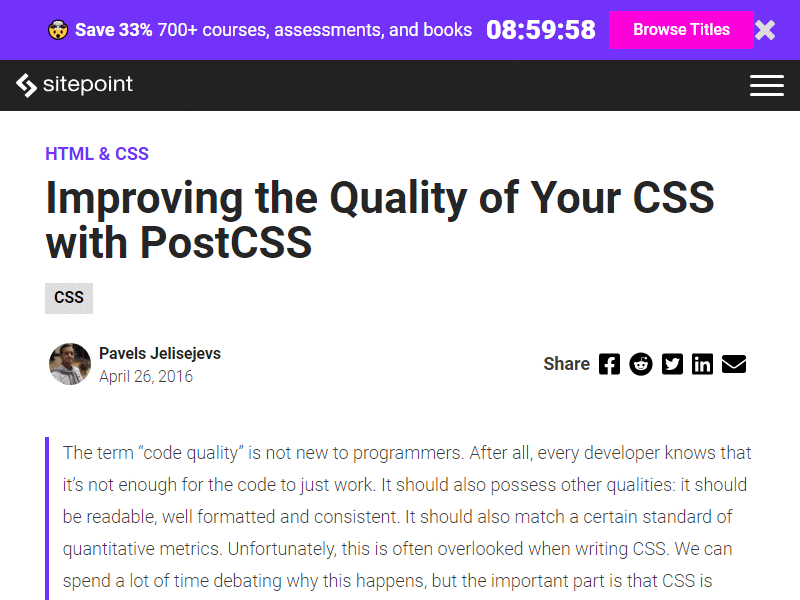 Save 33% 700+ courses, assessments, and books 08:59:58 Browse Titles
sitepoint
HTML & CSS
Improving the Quality of Your CSS
with PostCSS
CSS
Pavels Jelisejevs
April 26, 2016
Share
The term “code quality” is not new to programmers. After all, every developer knows that
it’s not enough for the code to just work. It should also possess other qualities: it should
be readable, well formatted and consistent. It should also match a certain standard of
quantitative metrics. Unfortunately, this is often overlooked when writing CSS. We can
spend a lot of time debating why this happens, but the important part is that CSS is